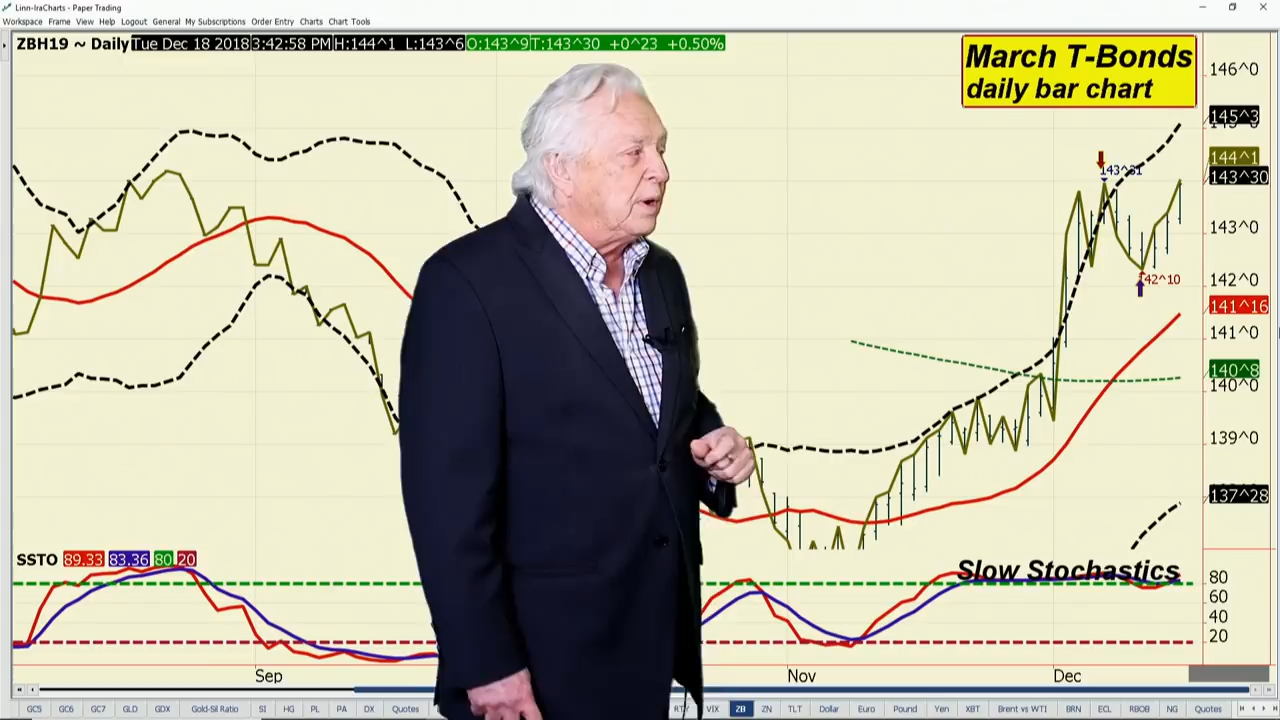 Linn-IraCharts - Paper Trading
Workspace Frame View Help Logout General My Subscriptions Order Entry Charts Chart Tools
ZBH19 ~ Daily Tue Dec 18 2018 3:42:58 PM H:144^1 L:143^6 O:143^9 T:143^30 +0^23 +0.50%
March T-Bonds
daily bar chart
146^0
145^3
144^1
143^31
143^30
143^0
142^0
42^10
141^16
141^0
140^8
140^0
139^0
137^28
SSTO 89.33 83.36 80 20
Slow Stochastics
80
60
40
20
Sep Nov Dec
GC5 GC6 GC7 GLD GDX Gold-Sil Ratio SI HG PL PA DX Quotes RTY VIX ZB ZN TLT Dollar Euro Pound Yen XBT Brent vs WTI BRN ECL RBOB NG Quotes